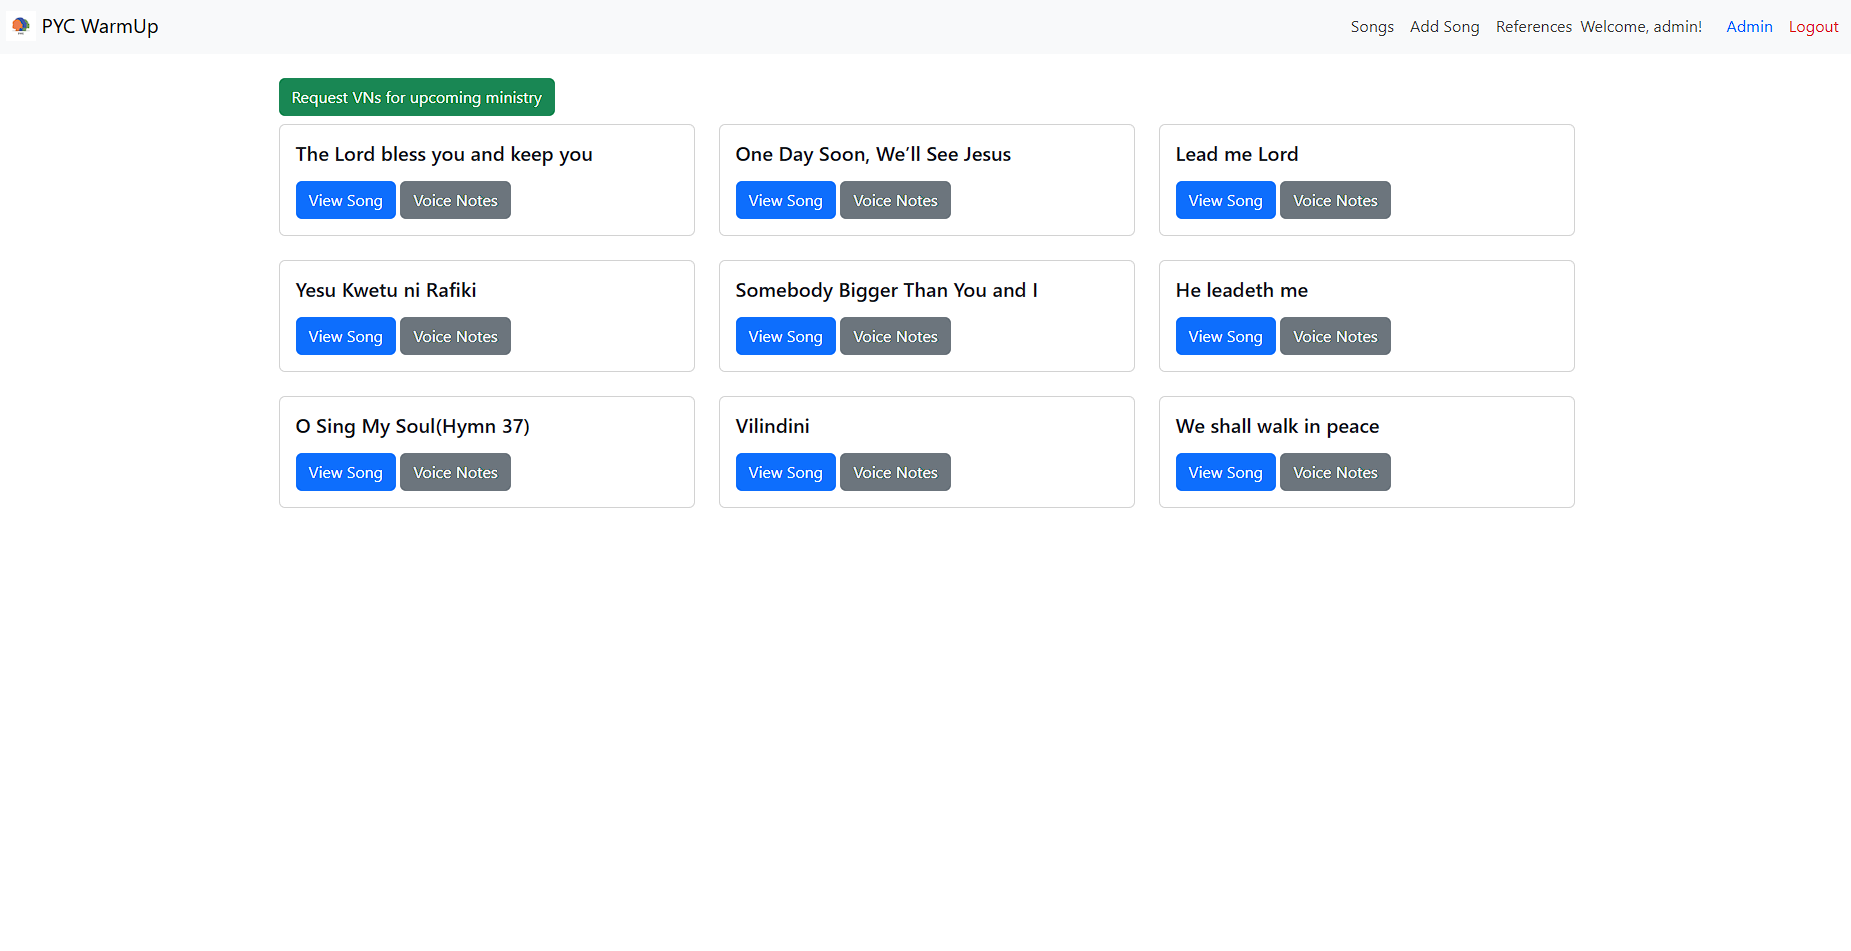 PYC WarmUp
Songs Add Song References Welcome, admin! Admin Logout
Request VNs for upcoming ministry
The Lord bless you and keep you
View Song Voice Notes
One Day Soon, We’ll See Jesus
View Song Voice Notes
Lead me Lord
View Song Voice Notes
Yesu Kwetu ni Rafiki
View Song Voice Notes
Somebody Bigger Than You and I
View Song Voice Notes
He leadeth me
View Song Voice Notes
O Sing My Soul(Hymn 37)
View Song Voice Notes
Vilindini
View Song Voice Notes
We shall walk in peace
View Song Voice Notes